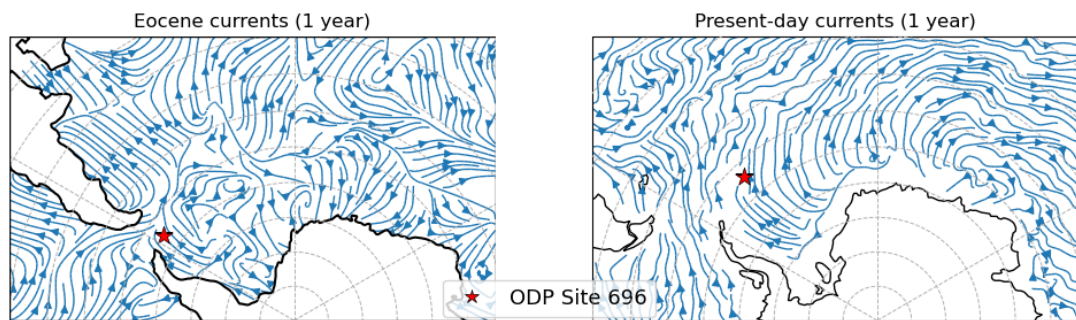 Eocene currents (1 year)
Present-day currents (1 year)
ODP Site 696